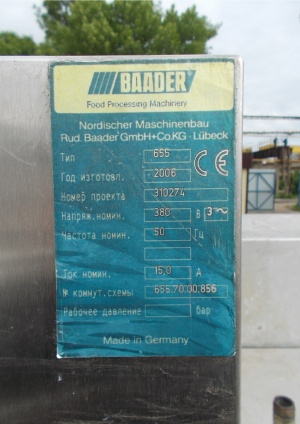 BAADER
Food Processing Machinery
Nordischer Maschinenbau
Rud. Baader GmbH+Co.KG · Lübeck
Тип 655 CE
Год изготовл. 2006
Номер проекта 310274
Напряж.номин. 380 В 3~
Частота номин. 50 Гц
Ток номин. 15,0 А
№ коммут.схемы 655.70.00.856
Рабочее давление бар
Made in Germany